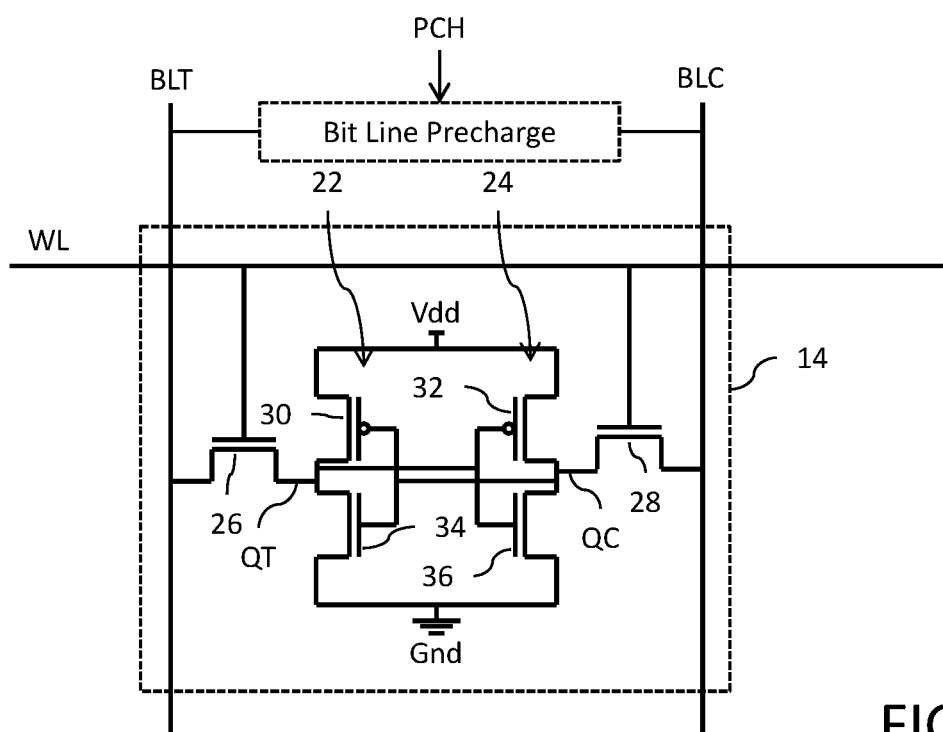 PCH
BLT
BLC
Bit Line Precharge
22
24
WL
Vdd
14
30
32
26
28
QT
34
QC
36
Gnd
FIG